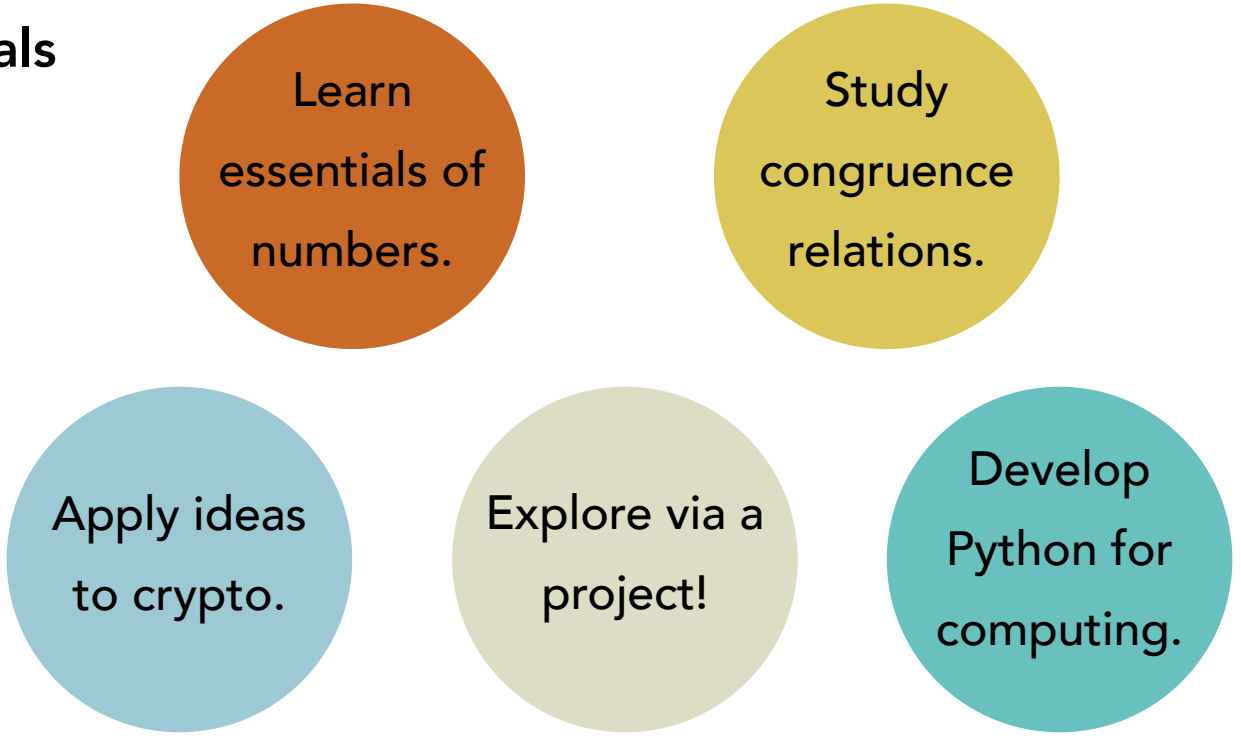 als
Learn
essentials of
numbers.
Study
congruence
relations.
Apply ideas
to crypto.
Explore via a
project!
Develop
Python for
computing.